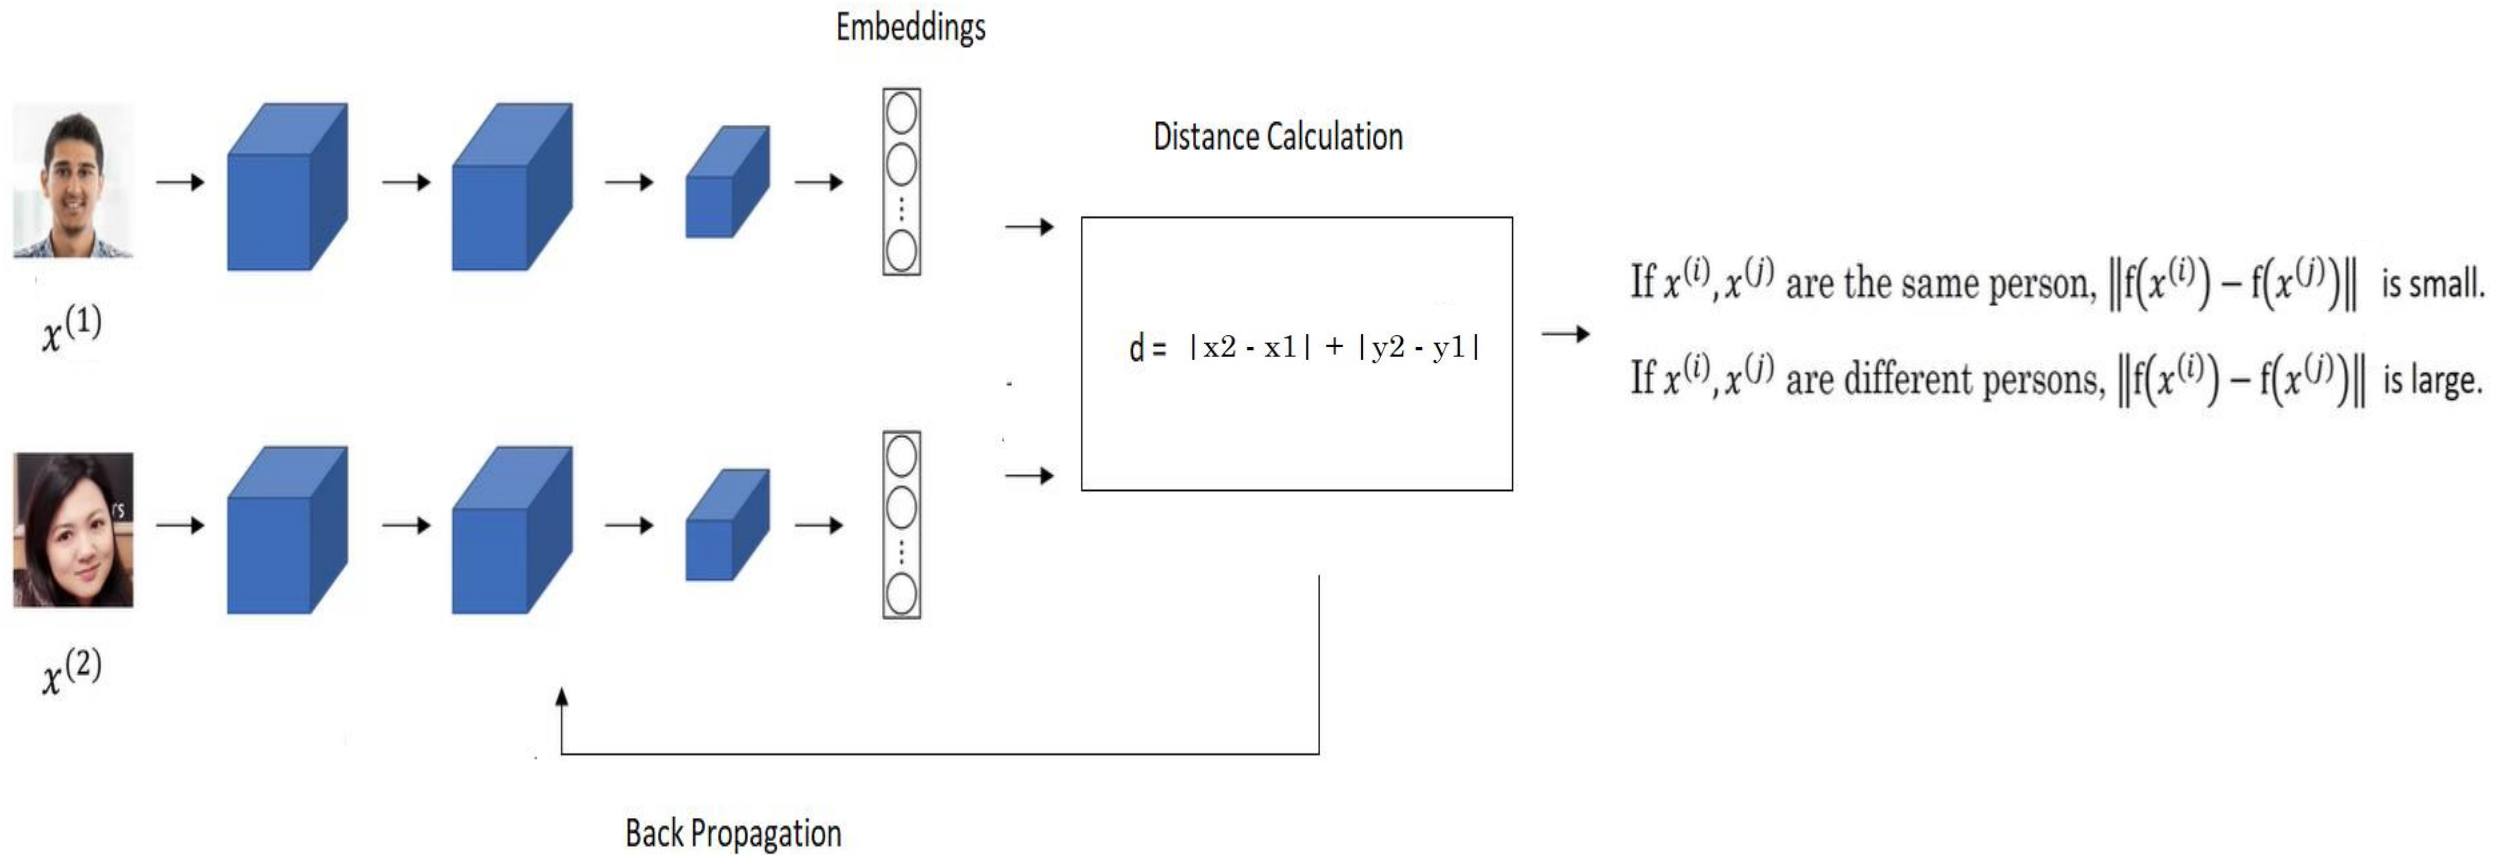 Embeddings
Distance Calculation
x⁽¹⁾
d = |x2 - x1| + |y2 - y1|
If x⁽ⁱ⁾, x⁽ʲ⁾ are the same person, ‖f(x⁽ⁱ⁾) – f(x⁽ʲ⁾)‖ is small.
If x⁽ⁱ⁾, x⁽ʲ⁾ are different persons, ‖f(x⁽ⁱ⁾) – f(x⁽ʲ⁾)‖ is large.
rs
x⁽²⁾
Back Propagation